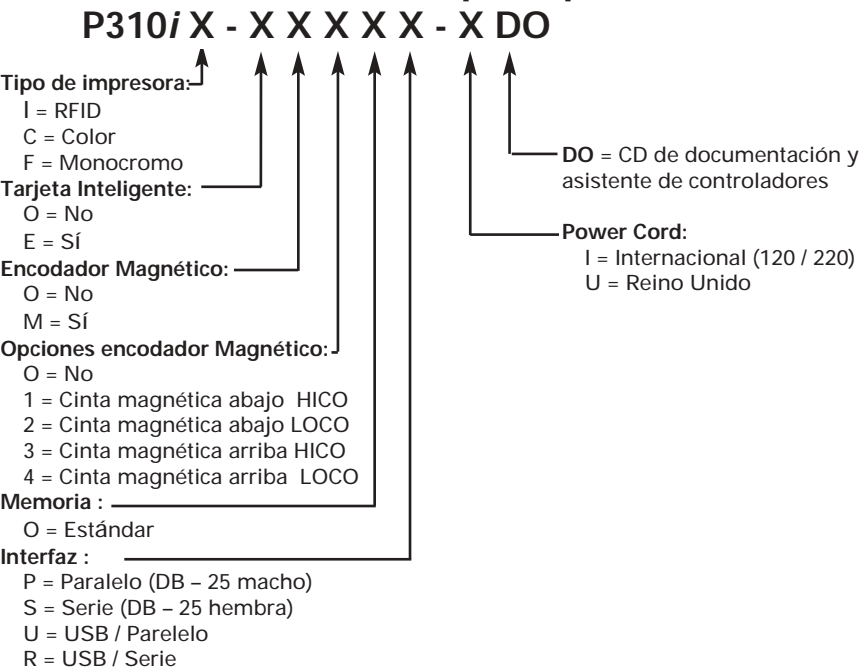 P310i X - X X X X X - X DO
Tipo de impresora:
I = RFID
C = Color
F = Monocromo
Tarjeta Inteligente:
O = No
E = Sí
Encodador Magnético:
O = No
M = Sí
Opciones encodador Magnético:
O = No
1 = Cinta magnética abajo HICO
2 = Cinta magnética abajo LOCO
3 = Cinta magnética arriba HICO
4 = Cinta magnética arriba LOCO
Memoria :
O = Estándar
Interfaz :
P = Paralelo (DB – 25 macho)
S = Serie (DB – 25 hembra)
U = USB / Parelelo
R = USB / Serie
DO = CD de documentación y
asistente de controladores
Power Cord:
I = Internacional (120 / 220)
U = Reino Unido